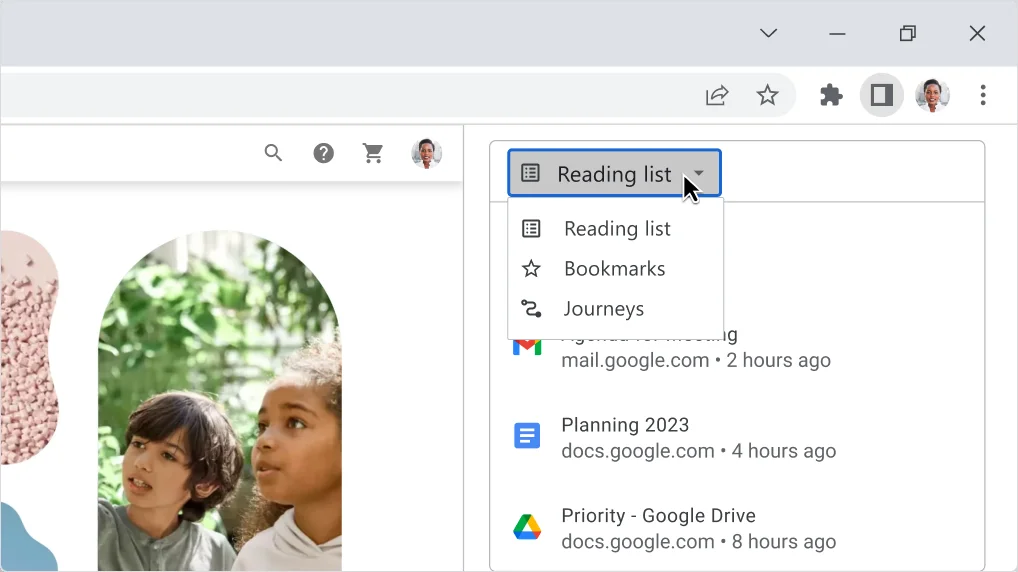 Reading list
Reading list
Bookmarks
Journeys
Agenda for meeting
mail.google.com • 2 hours ago
Planning 2023
docs.google.com • 4 hours ago
Priority - Google Drive
docs.google.com • 8 hours ago